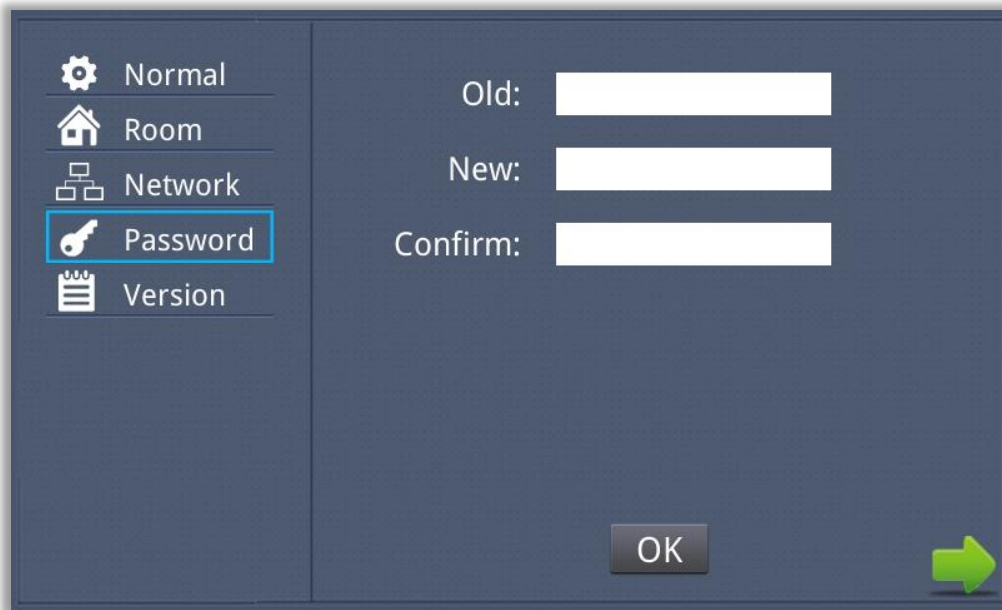 Normal
Room
Network
Password
Version
Old:
New:
Confirm:
OK